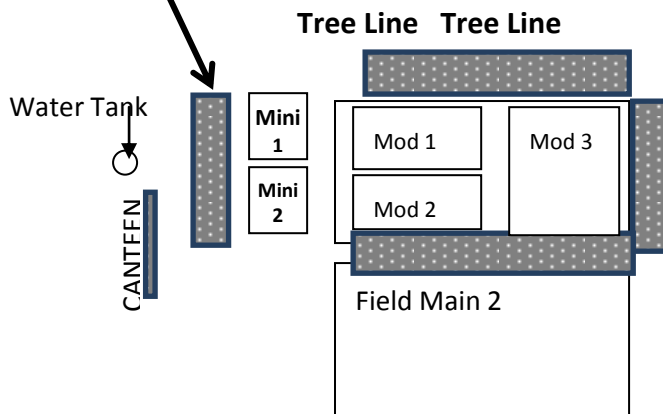 Tree Line Tree Line
Water Tank
Mini
1
Mod 1
Mod 3
Mini
2
Mod 2
CANTEEN
Field Main 2